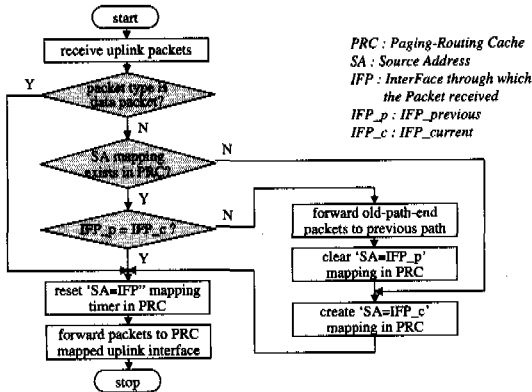 start
receive uplink packets
PRC : Paging-Routing Cache
SA : Source Address
IFP : InterFace through which
the Packet received
IFP_p : IFP_previous
IFP_c : IFP_current
Y
packet type is
data packet?
N
SA mapping
exists in PRC?
N
Y
IFP_p = IFP_c ?
N
Y
forward old-path-end
packets to previous path
clear 'SA=IFP_p'
mapping in PRC
create 'SA=IFP_c'
mapping in PRC
reset 'SA=IFP" mapping
timer in PRC
forward packets to PRC
mapped uplink interface
stop